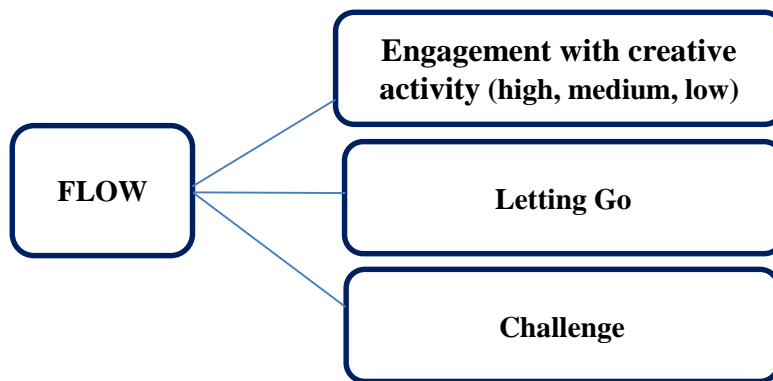 Engagement with creative
activity (high, medium, low)
FLOW
Letting Go
Challenge